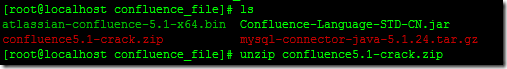 [root@localhost confluence_file]# ls
atlassian-confluence-5.1-x64.bin Confluence-Language-STD-CN.jar
confluence5.1-crack.zip mysql-connector-java-5.1.24.tar.gz
[root@localhost confluence_file]# unzip confluence5.1-crack.zip